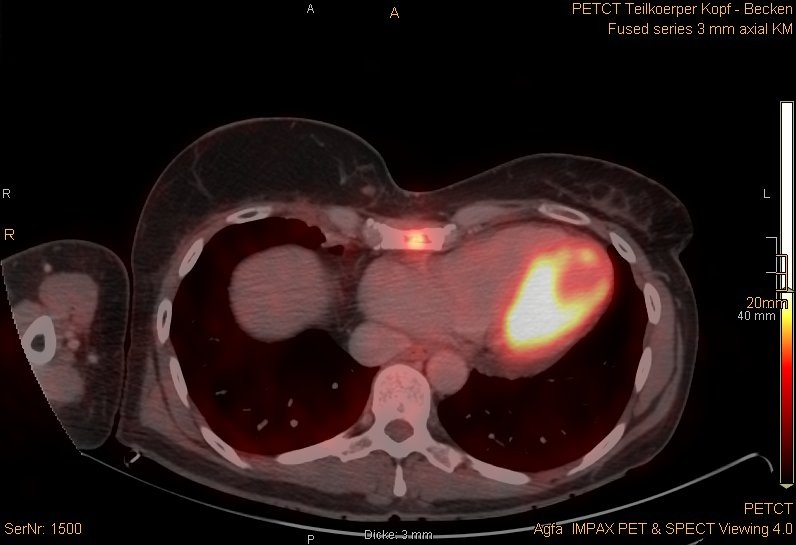 A
A
PETCT Teilkoerper Kopf - Becken
Fused series 3 mm axial KM
R
L
R
20mm
40 mm
PETCT
SerNr: 1500
Dicke: 3 mm
Agfa IMPAX PET & SPECT Viewing 4.0
P